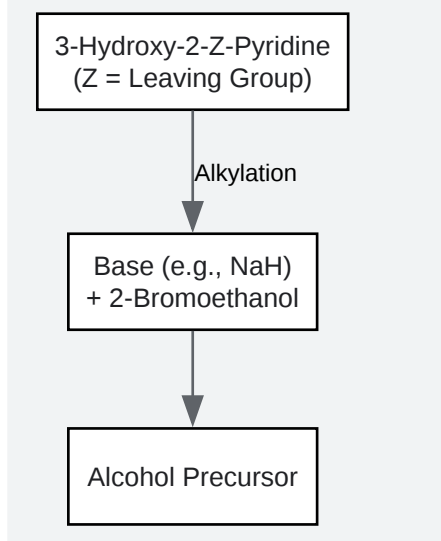 3-Hydroxy-2-Z-Pyridine
(Z = Leaving Group)
Alkylation
Base (e.g., NaH)
+ 2-Bromoethanol
Alcohol Precursor